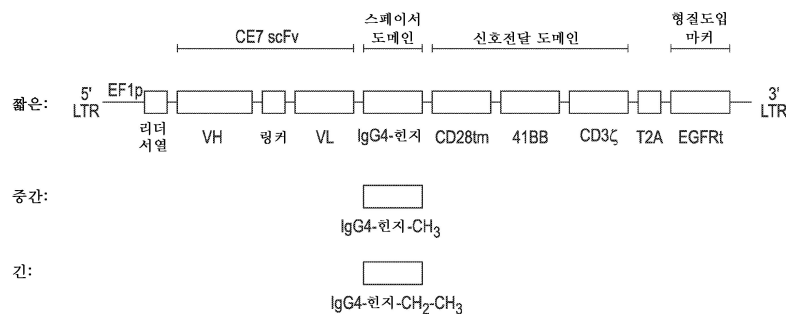 CE7 scFv
스페이서
도메인
신호전달 도메인
형질도입
마커
짧은:
5'
LTR
EF1p
3'
LTR
리더
서열
VH
링커
VL
IgG4-힌지
CD28tm
41BB
CD3ζ
T2A
EGFRt
중간:
IgG4-힌지-CH₃
긴:
IgG4-힌지-CH₂-CH₃